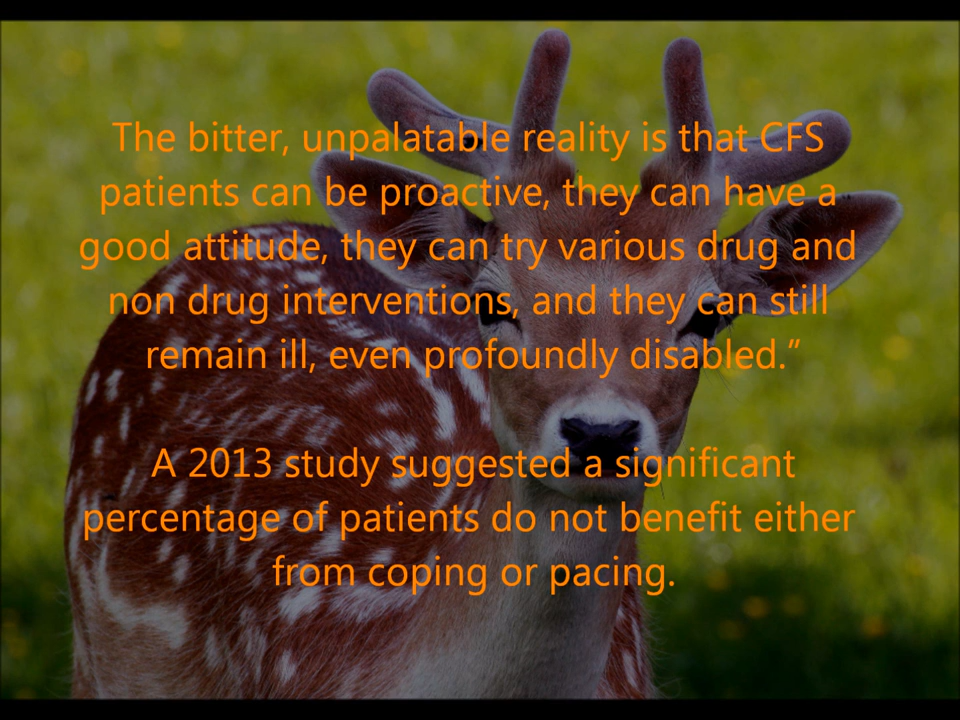 The bitter, unpalatable reality is that CFS
patients can be proactive, they can have a
good attitude, they can try various drug and
non drug interventions, and they can still
remain ill, even profoundly disabled.”
A 2013 study suggested a significant
percentage of patients do not benefit either
from coping or pacing.